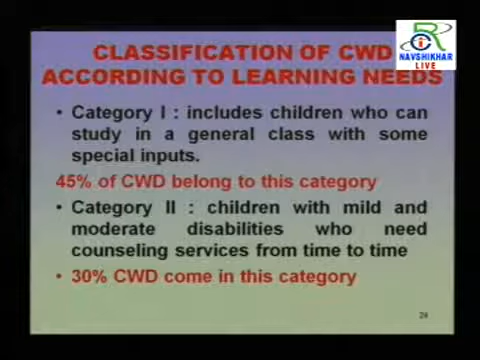 NAVSHIKHAR
LIVE
CLASSIFICATION OF CWD
ACCORDING TO LEARNING NEEDS
• Category I : includes children who can
study in a general class with some
special inputs.
45% of CWD belong to this category
• Category II : children with mild and
moderate disabilities who need
counseling services from time to time
• 30% CWD come in this category
24